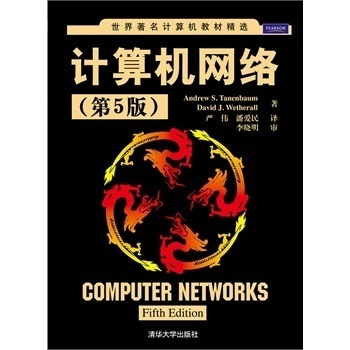 世界著名计算机教材精选
PEARSON
计算机网络
(第5版)
Andrew S. Tanenbaum
David J. Wetherall 著
严 伟 潘爱民 译
李晓明 审
COMPUTER NETWORKS
Fifth Edition
清华大学出版社